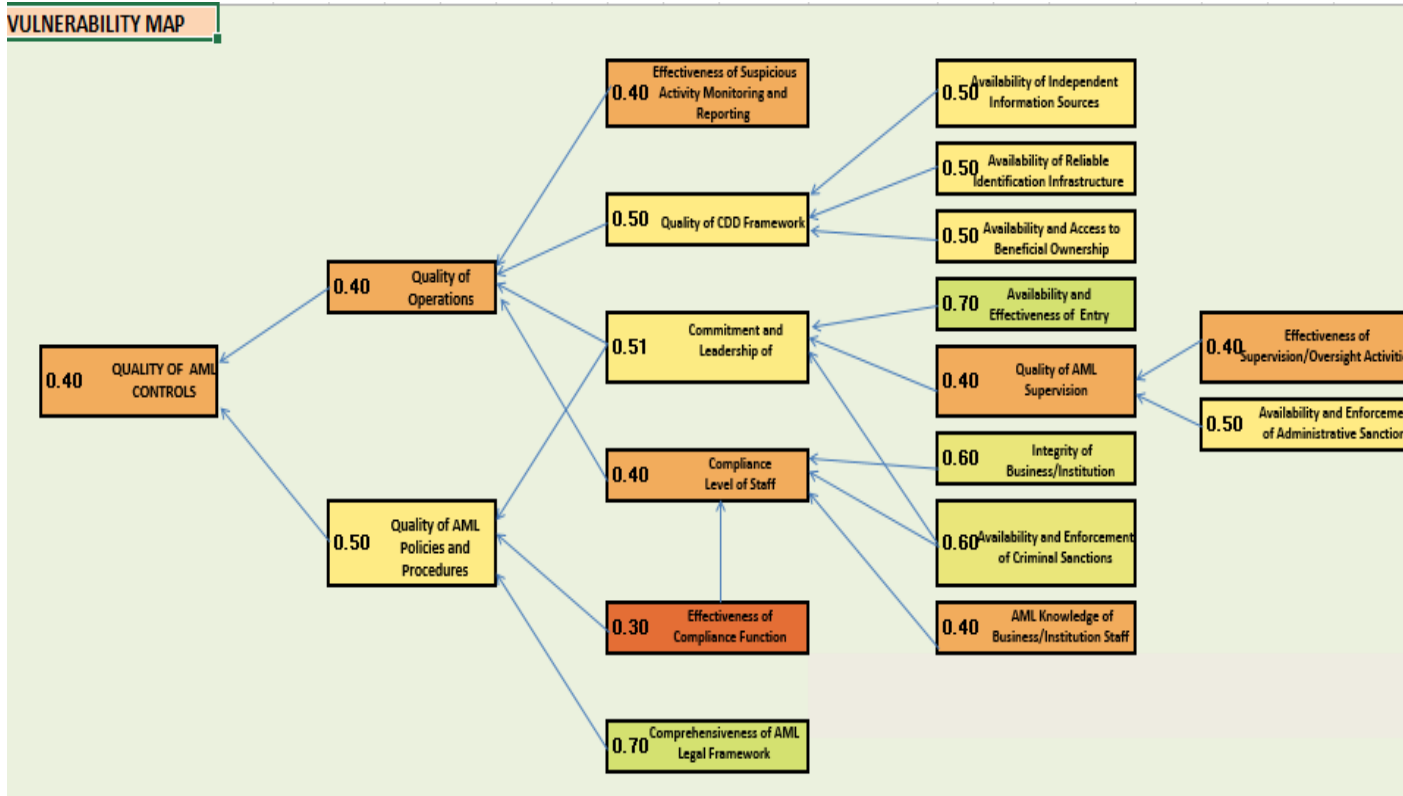 VULNERABILITY MAP
0.40
Effectiveness of Suspicious
Activity Monitoring and
Reporting
0.50
Availability of Independent
Information Sources
0.50
Availability of Reliable
Identification Infrastructure
0.50
Quality of CDD Framework
0.50
Availability and Access to
Beneficial Ownership
0.40
Quality of
Operations
0.70
Availability and
Effectiveness of Entry
0.51
Commitment and
Leadership of
0.40
Effectiveness of
Supervision/Oversight Activitie
0.40
QUALITY OF AML
CONTROLS
0.40
Quality of AML
Supervision
0.50
Availability and Enforceme
of Administrative Sanction
0.60
Integrity of
Business/Institution
0.40
Compliance
Level of Staff
0.50
Quality of AML
Policies and
Procedures
0.60
Availability and Enforcement
of Criminal Sanctions
0.30
Effectiveness of
Compliance Function
0.40
AML Knowledge of
Business/Institution Staff
0.70
Comprehensiveness of AML
Legal Framework